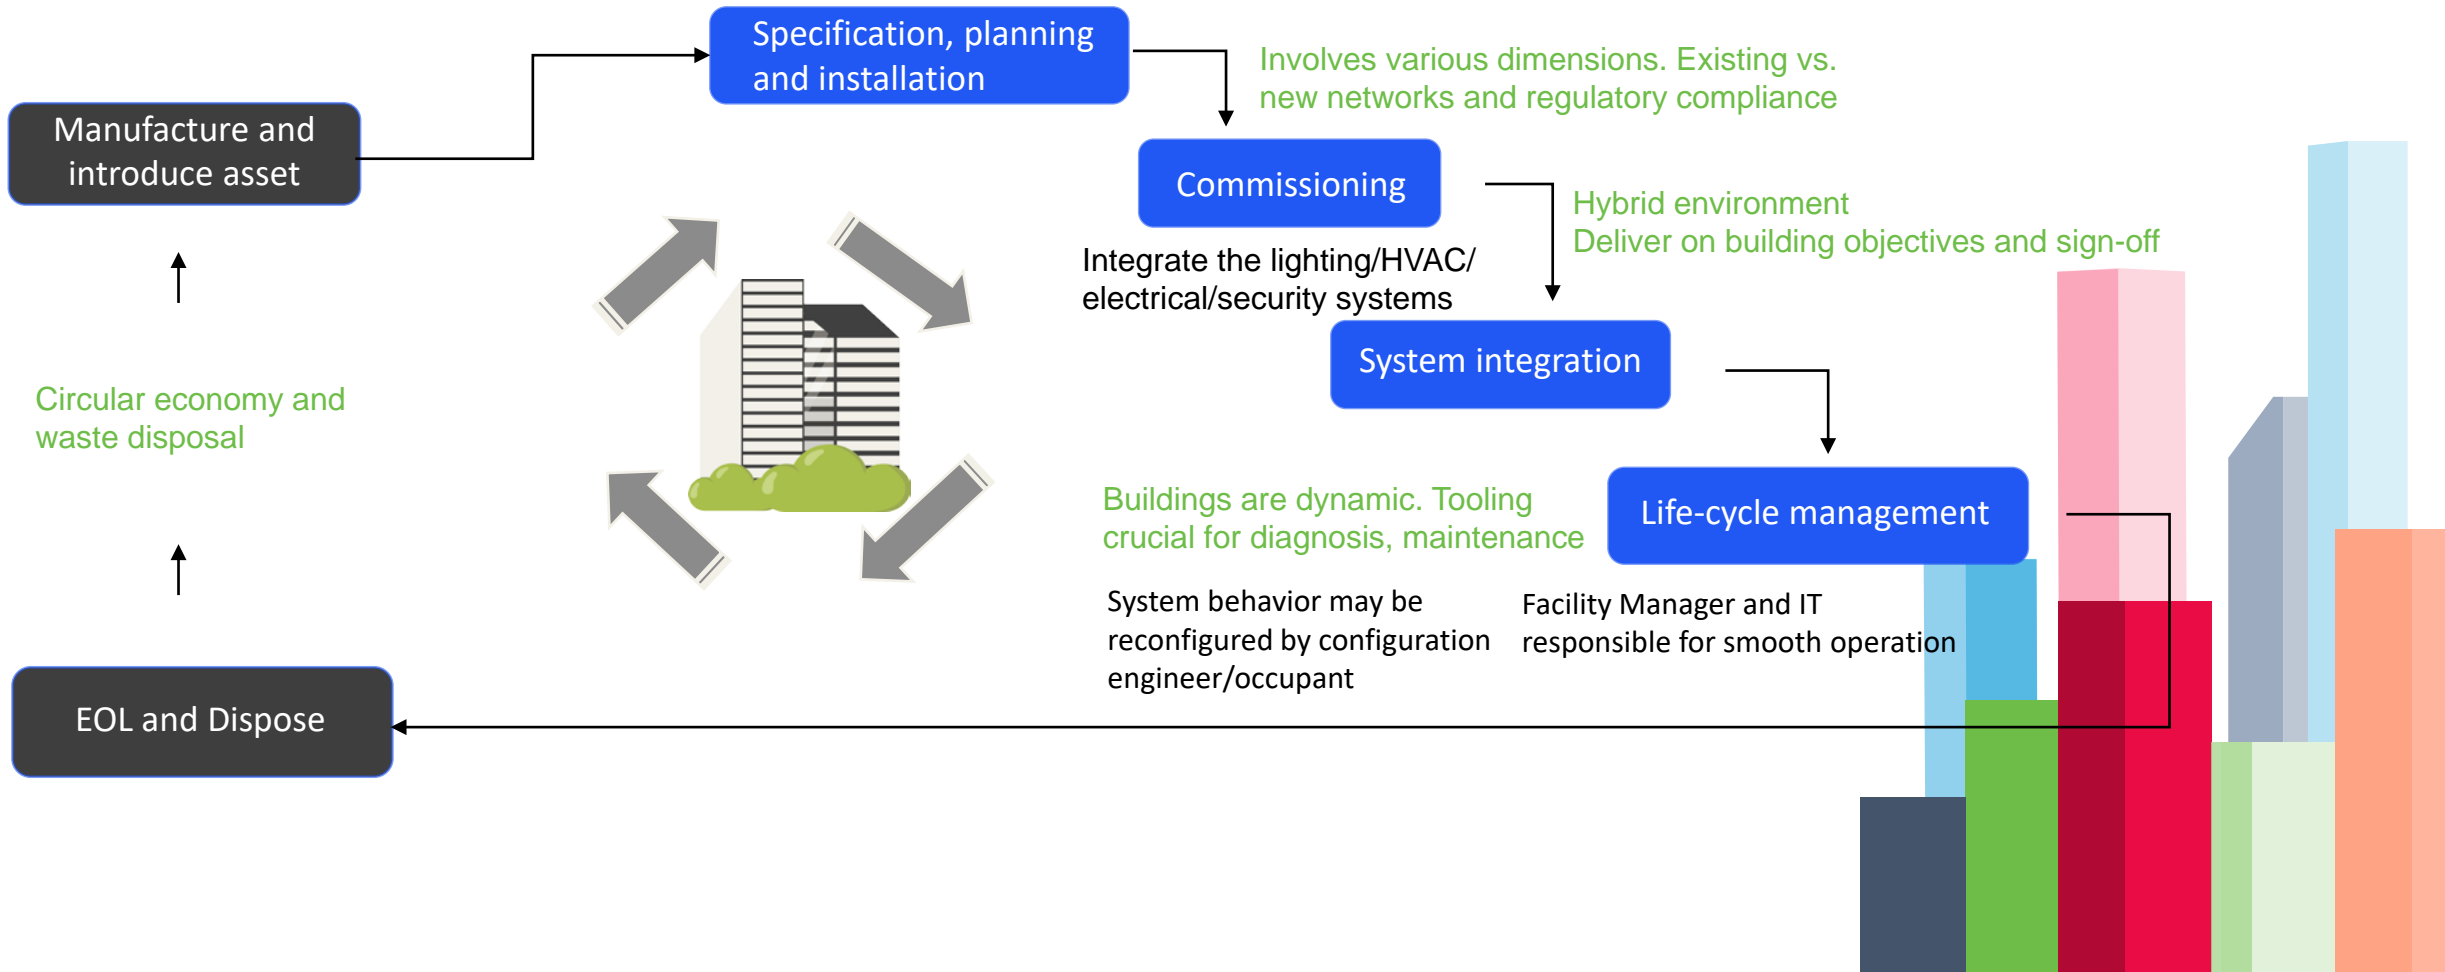 Specification, planning
and installation
Involves various dimensions. Existing vs.
new networks and regulatory compliance
Manufacture and
introduce asset
Commissioning
Hybrid environment
Deliver on building objectives and sign-off
Integrate the lighting/HVAC/
electrical/security systems
System integration
Circular economy and
waste disposal
Buildings are dynamic. Tooling
crucial for diagnosis, maintenance
Life-cycle management
System behavior may be
reconfigured by configuration
engineer/occupant
Facility Manager and IT
responsible for smooth operation
EOL and Dispose